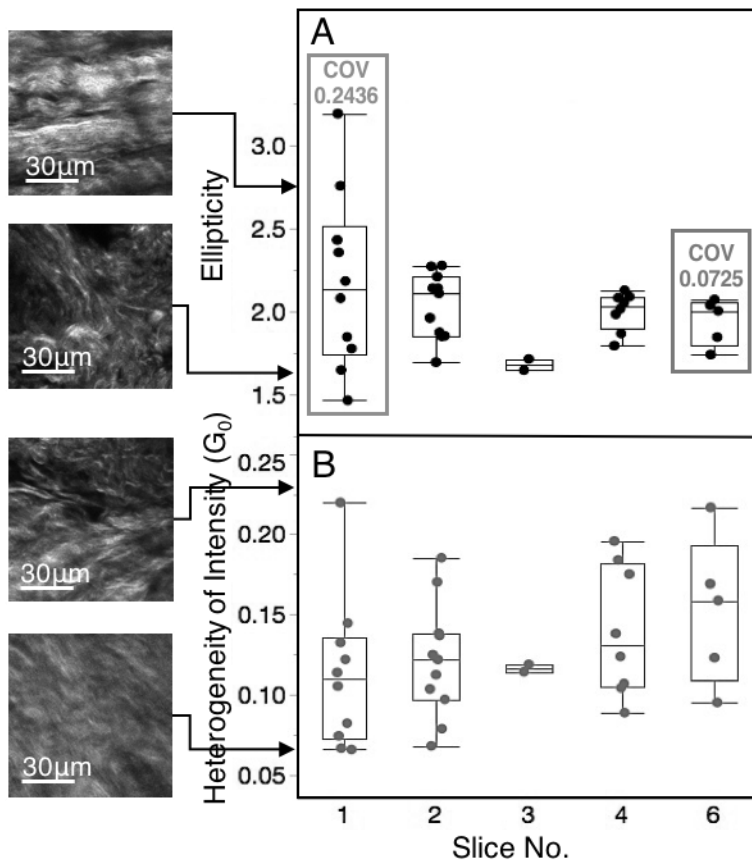 A
COV
0.2436
30µm
3.0
Ellipticity
2.5
COV
0.0725
2.0
30µm
1.5
B
0.25
Heterogeneity of Intensity (G0)
0.20
30µm
0.15
0.10
30µm
0.05
1 2 3 4 6
Slice No.